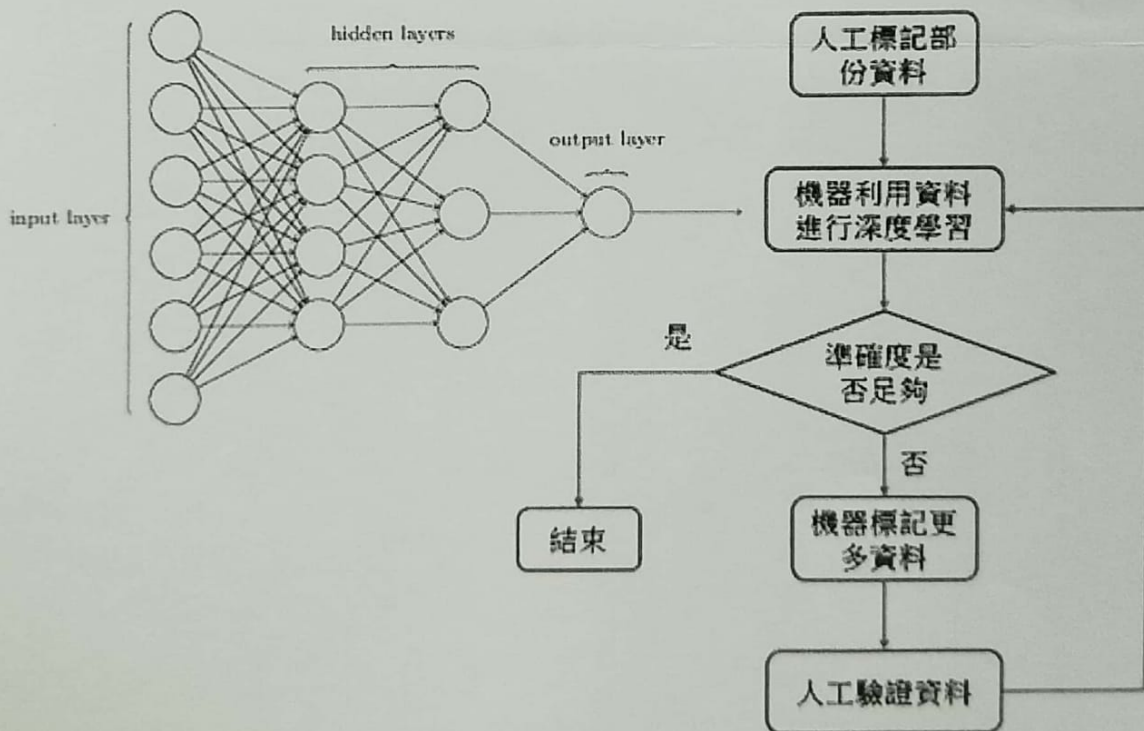 input layer
hidden layers
output layer
人工標記部
份資料
機器利用資料
進行深度學習
準確度是
否足夠
是
否
結束
機器標記更
多資料
人工驗證資料